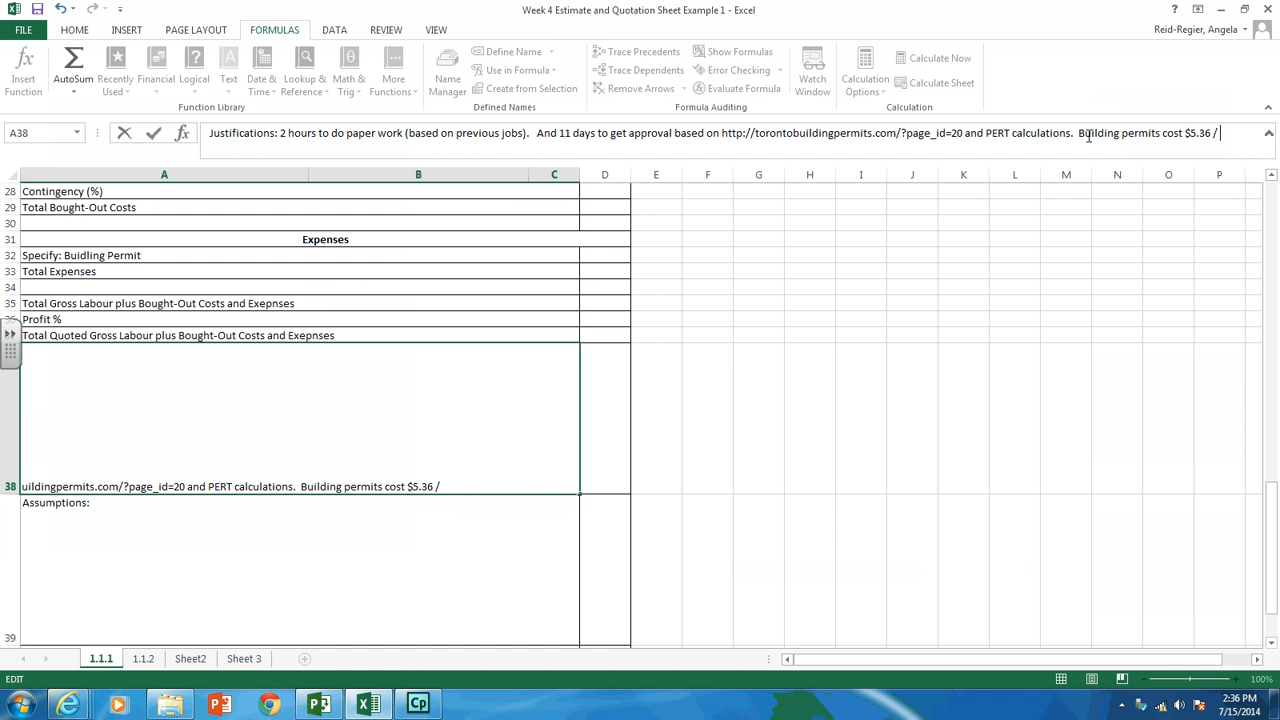 Week 4 Estimate and Quotation Sheet Example 1 - Excel
FILE HOME INSERT PAGE LAYOUT FORMULAS DATA REVIEW VIEW Reid-Regier, Angela
Insert Function
AutoSum
Recently Used
Financial
Logical
Text
Date & Time
Lookup & Reference
Math & Trig
More Functions
Function Library
Name Manager
Define Name
Use in Formula
Create from Selection
Defined Names
Trace Precedents
Trace Dependents
Remove Arrows
Show Formulas
Error Checking
Evaluate Formula
Formula Auditing
Watch Window
Calculation Options
Calculate Now
Calculate Sheet
Calculation
A38 fx Justifications: 2 hours to do paper work (based on previous jobs). And 11 days to get approval based on http://torontobuildingpermits.com/?page_id=20 and PERT calculations. Building permits cost $5.36 /
A B C D E F G H I J K L M N O P
28 Contingency (%)
29 Total Bought-Out Costs
30
31 Expenses
32 Specify: Buidling Permit
33 Total Expenses
34
35 Total Gross Labour plus Bought-Out Costs and Exepnses
36 Profit %
Total Quoted Gross Labour plus Bought-Out Costs and Exepnses
38 uildingpermits.com/?page_id=20 and PERT calculations. Building permits cost $5.36 /
Assumptions:
39
1.1.1 1.1.2 Sheet2 Sheet 3
EDIT 100%
2:36 PM
7/15/2014